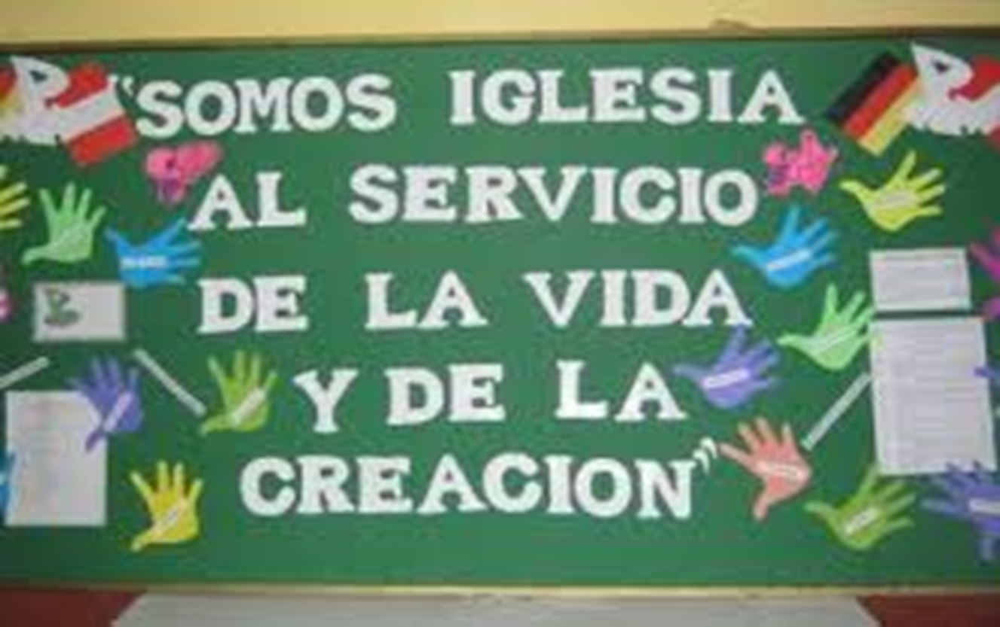 “SOMOS IGLESIA
AL SERVICIO
DE LA VIDA
Y DE LA
CREACION”